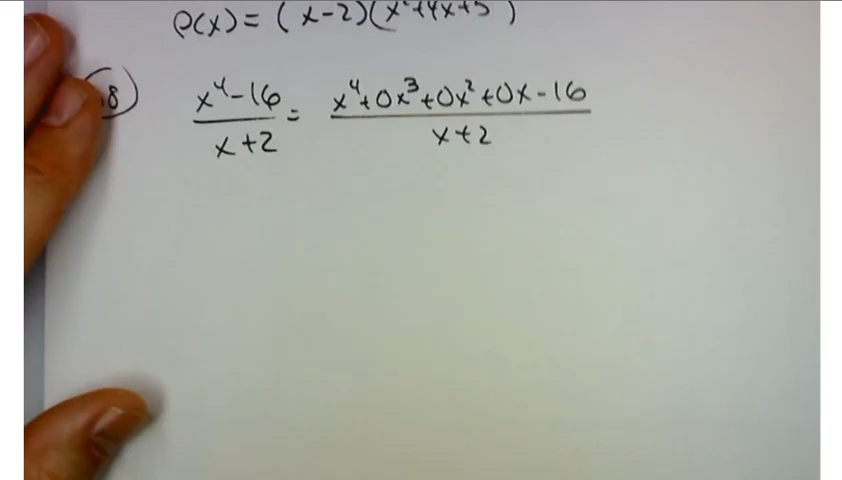 P(x) = (x-2)(x²+4x+5)
8) x⁴-16 / x+2 = x⁴+0x³+0x²+0x-16 / x+2